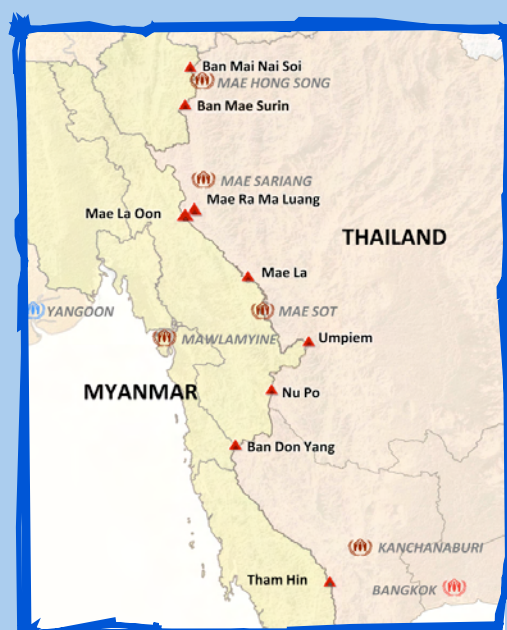 Ban Mai Nai Soi
MAE HONG SONG
Ban Mae Surin
MAE SARIANG
Mae Ra Ma Luang
Mae La Oon
THAILAND
Mae La
YANGOON
MAE SOT
MAWLAMYINE
Umpiem
MYANMAR
Nu Po
Ban Don Yang
KANCHANABURI
Tham Hin
BANGKOK